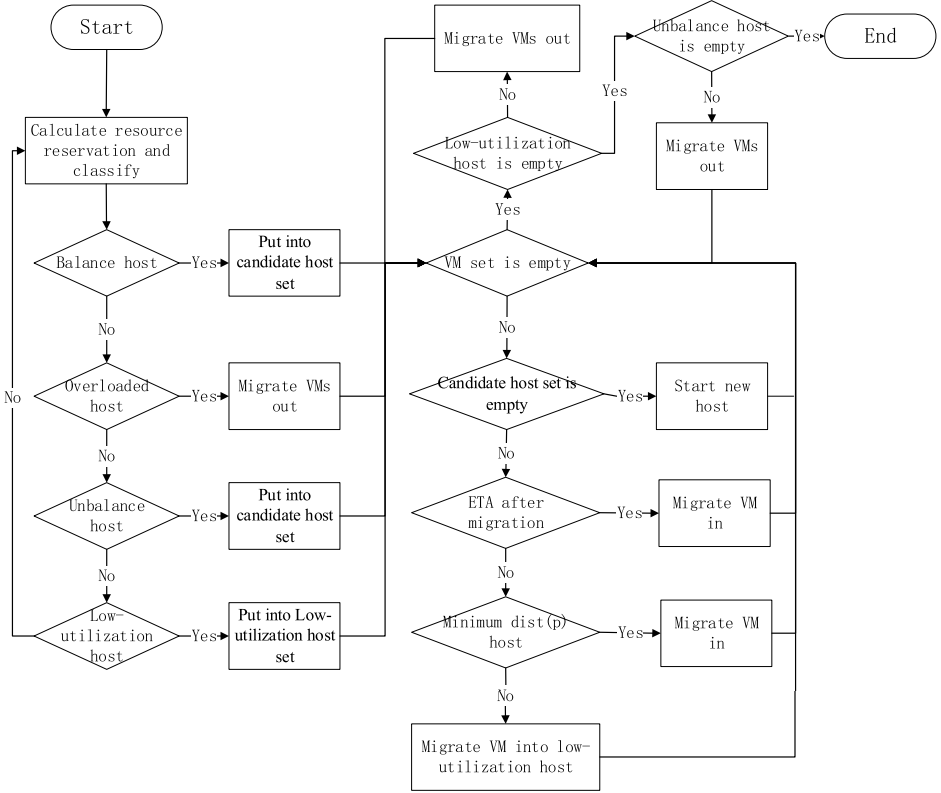 Start
Calculate resource
reservation and
classify
Balance host
Yes
Put into
candidate host
set
No
Overloaded
host
Yes
Migrate VMs
out
No
Unbalance
host
Yes
Put into
candidate host
set
No
Low-
utilization
host
Yes
Put into Low-
utilization host
set
No
Migrate VMs out
No
Low-utilization
host is empty
Yes
Yes
VM set is empty
Unbalance host
is empty
Yes
End
No
Migrate VMs
out
No
Candidate host set is
empty
Yes
Start new
host
No
ETA after
migration
Yes
Migrate VM
in
No
Minimum dist(p)
host
Yes
Migrate VM
in
No
Migrate VM into low-
utilization host